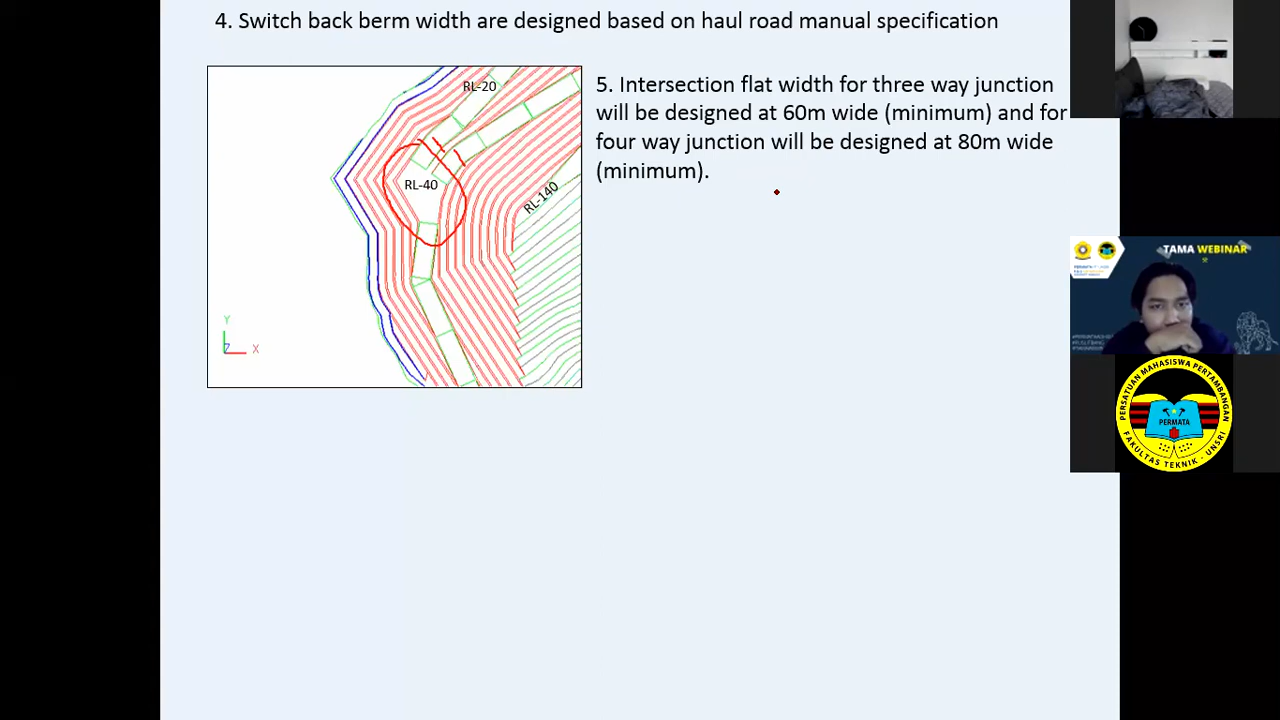 4. Switch back berm width are designed based on haul road manual specification
RL-20
RL-40
RL-140
Y
Z
X
5. Intersection flat width for three way junction
will be designed at 60m wide (minimum) and for
four way junction will be designed at 80m wide
(minimum).
TAMA WEBINAR
PERSATUAN MAHASISWA PERTAMBANGAN
PERMATA
FAKULTAS TEKNIK - UNSRI